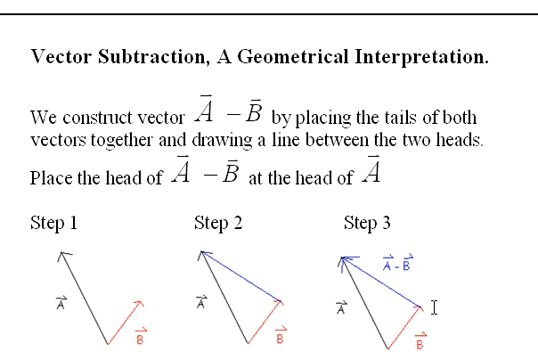 Vector Subtraction, A Geometrical Interpretation.
We construct vector A⃗ − B⃗ by placing the tails of both
vectors together and drawing a line between the two heads.
Place the head of A⃗ − B⃗ at the head of A⃗
Step 1 Step 2 Step 3
A⃗ B⃗ A⃗ B⃗ A⃗ A⃗ - B⃗ B⃗